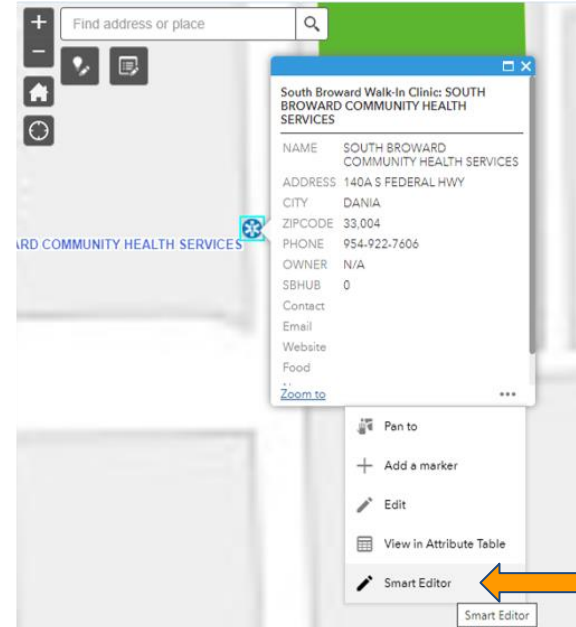 Find address or place
South Broward Walk-In Clinic: SOUTH
BROWARD COMMUNITY HEALTH
SERVICES
NAME SOUTH BROWARD
COMMUNITY HEALTH SERVICES
ADDRESS 140A S FEDERAL HWY
CITY DANIA
ZIPCODE 33,004
PHONE 954-922-7606
OWNER N/A
SBHUB 0
Contact
Email
Website
Food
Zoom to
COMMUNITY HEALTH SERVICES
Pan to
Add a marker
Edit
View in Attribute Table
Smart Editor
Smart Editor